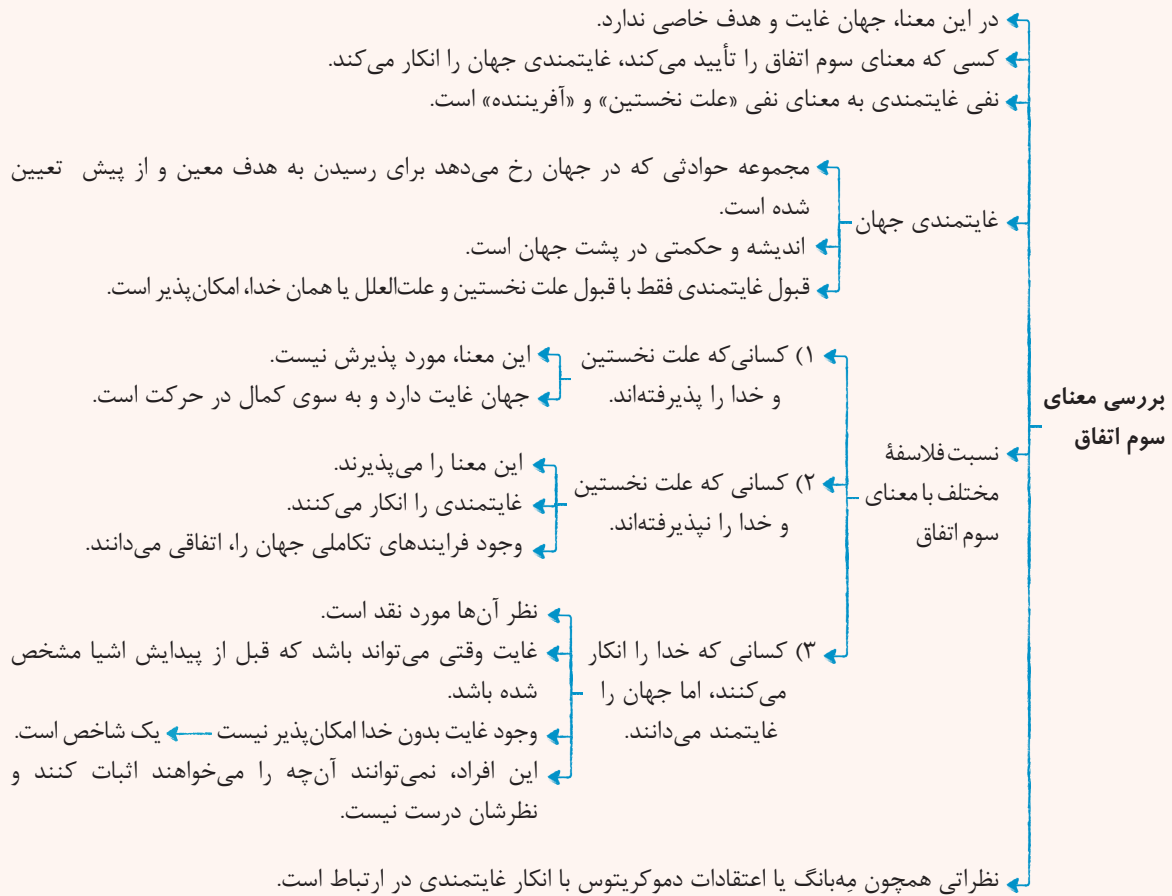 در این معنا، جهان غایت و هدف خاصی ندارد.
کسی که معنای سوم اتفاق را تأیید می‌کند، غایتمندی جهان را انکار می‌کند.
نفی غایتمندی به معنای نفی «علت نخستین» و «آفریننده» است.
غایتمندی جهان
مجموعه حوادثی که در جهان رخ می‌دهد برای رسیدن به هدف معین و از پیش تعیین
شده است.
اندیشه و حکمتی در پشت جهان است.
قبول غایتمندی فقط با قبول علت نخستین و علت‌العلل یا همان خدا، امکان‌پذیر است.
بررسی معنای
سوم اتفاق
نسبت فلاسفۀ
مختلف با معنای
سوم اتفاق
۱) کسانی‌که علت نخستین
و خدا را پذیرفته‌اند.
این معنا، مورد پذیرش نیست.
جهان غایت دارد و به سوی کمال در حرکت است.
۲) کسانی که علت نخستین
و خدا را نپذیرفته‌اند.
این معنا را می‌پذیرند.
غایتمندی را انکار می‌کنند.
وجود فرایندهای تکاملی جهان را، اتفاقی می‌دانند.
۳) کسانی که خدا را انکار
می‌کنند، اما جهان را
غایتمند می‌دانند.
نظر آن‌ها مورد نقد است.
غایت وقتی می‌تواند باشد که قبل از پیدایش اشیا مشخص
شده باشد.
وجود غایت بدون خدا امکان‌پذیر نیست ← یک شاخص است.
این افراد، نمی‌توانند آن‌چه را می‌خواهند اثبات کنند و
نظرشان درست نیست.
نظراتی همچون مِه‌بانگ یا اعتقادات دموکریتوس با انکار غایتمندی در ارتباط است.